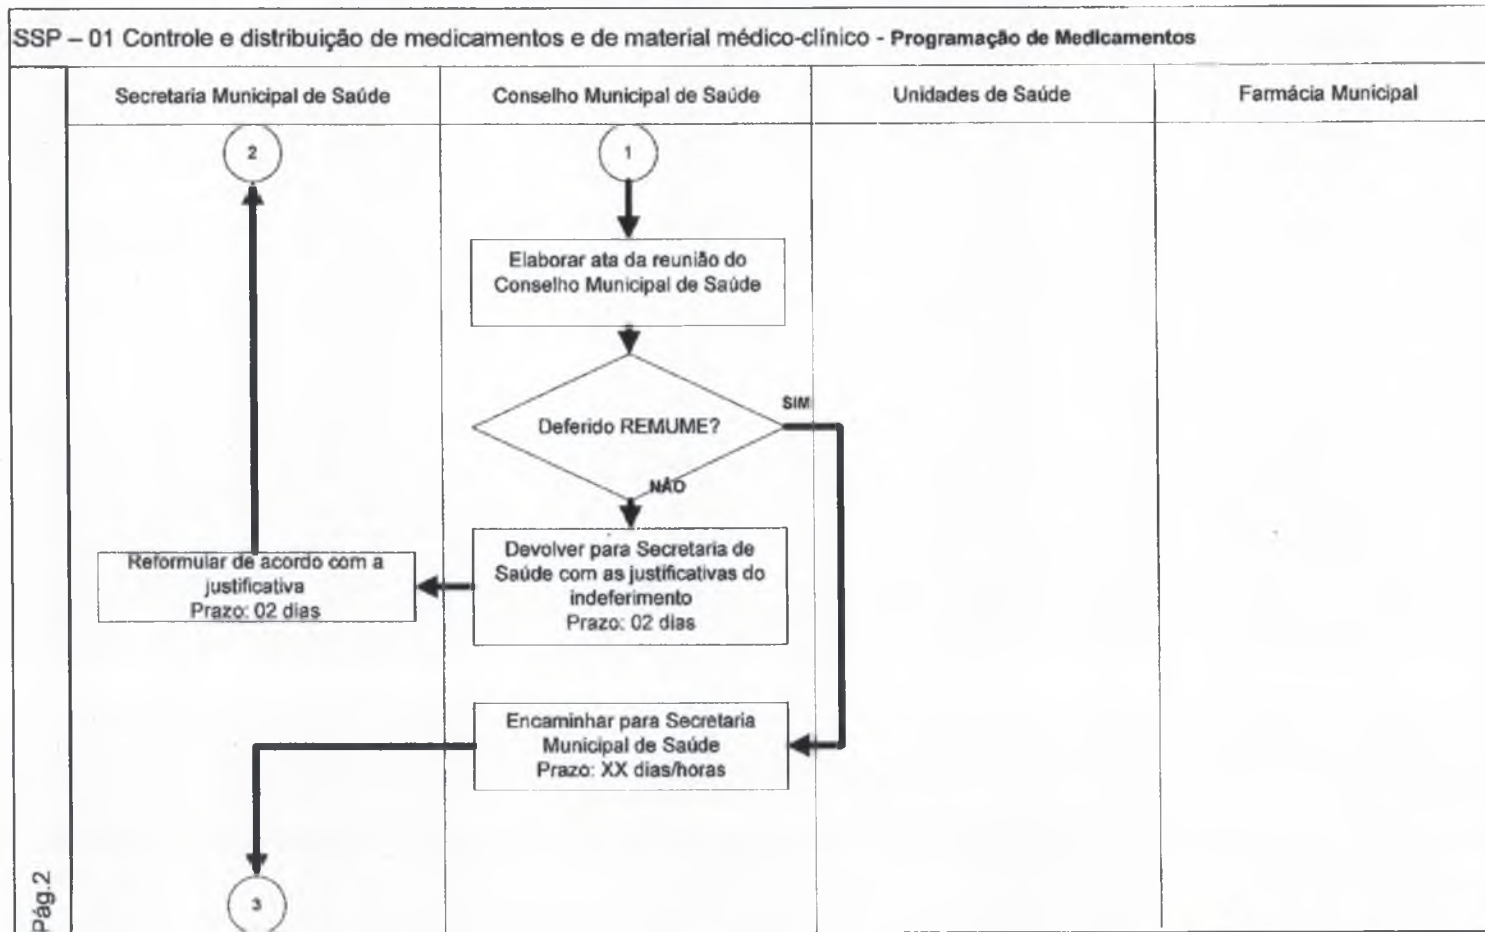 SSP – 01 Controle e distribuição de medicamentos e de material médico-clínico - Programação de Medicamentos
Secretaria Municipal de Saúde
Conselho Municipal de Saúde
Unidades de Saúde
Farmácia Municipal
2
1
Elaborar ata da reunião do
Conselho Municipal de Saúde
Deferido REMUME?
SIM
NÃO
Devolver para Secretaria de
Saúde com as justificativas do
indeferimento
Prazo: 02 dias
Reformular de acordo com a
justificativa
Prazo: 02 dias
Encaminhar para Secretaria
Municipal de Saúde
Prazo: XX dias/horas
3
Pág.2